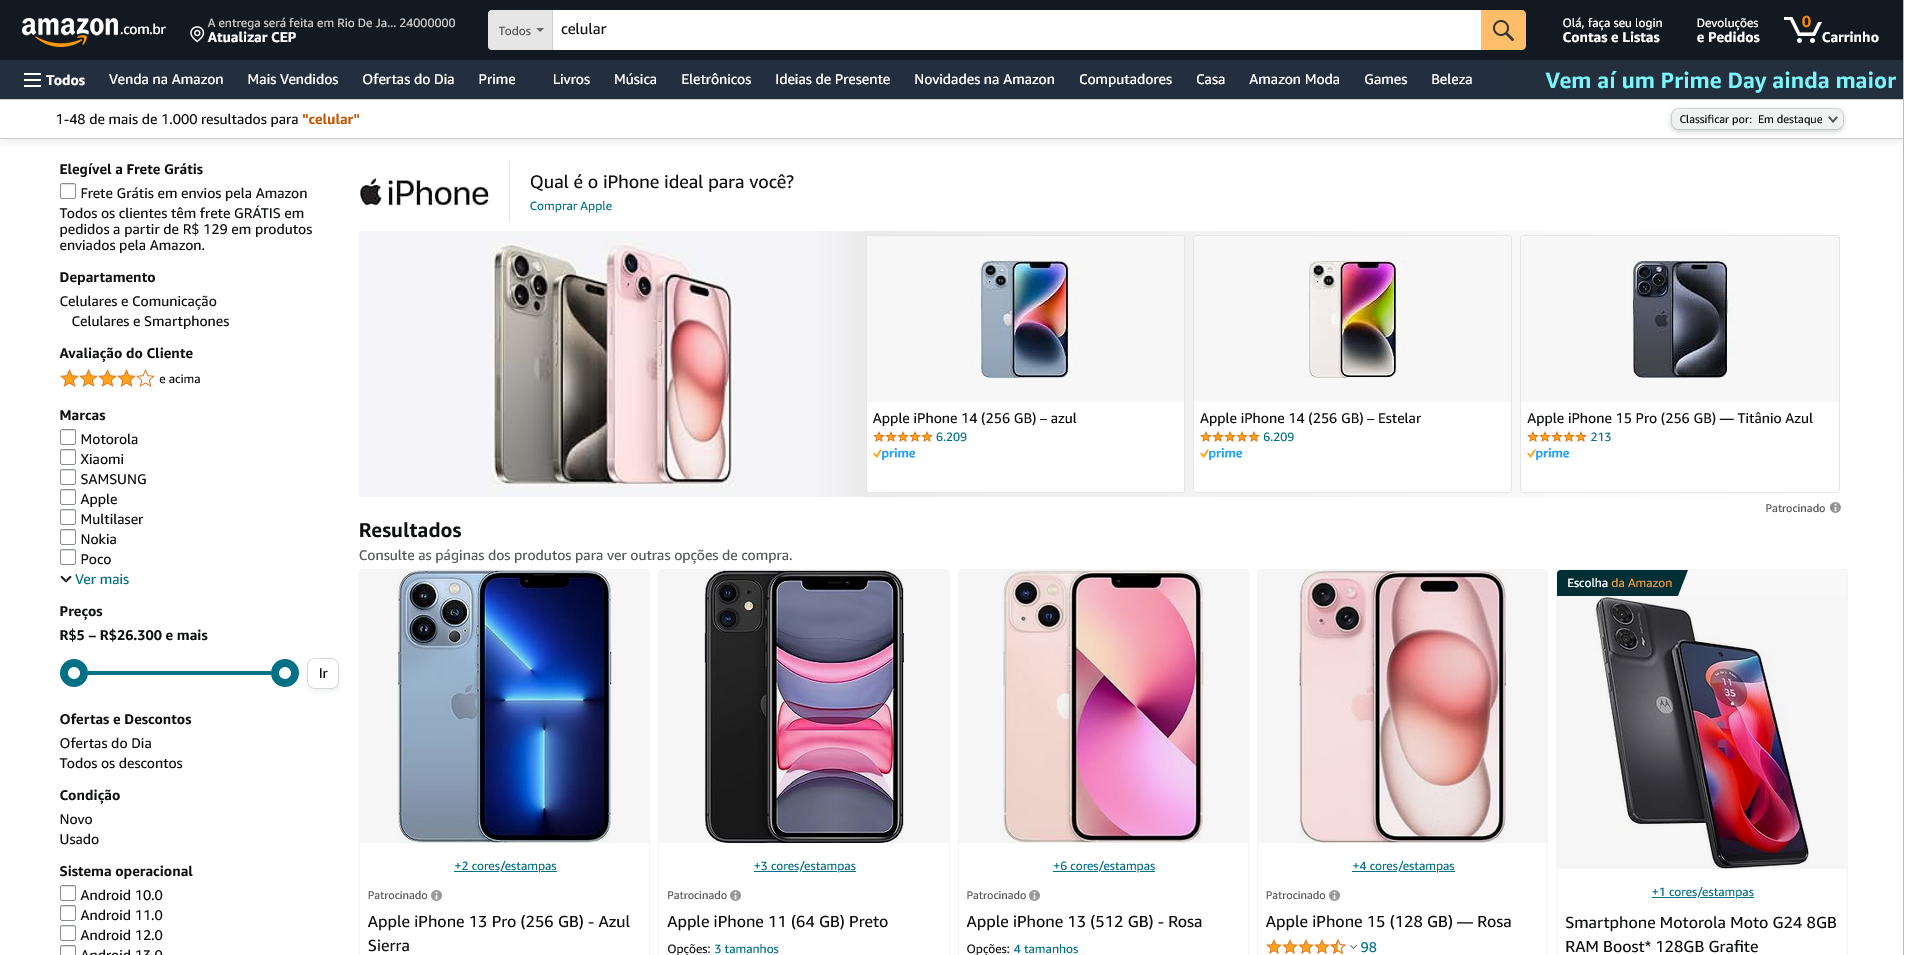 amazon.com.br
A entrega será feita em Rio De Ja... 24000000
Atualizar CEP
Todos
celular
Olá, faça seu login
Contas e Listas
Devoluções
e Pedidos
0
Carrinho
Todos
Venda na Amazon
Mais Vendidos
Ofertas do Dia
Prime
Livros
Música
Eletrônicos
Ideias de Presente
Novidades na Amazon
Computadores
Casa
Amazon Moda
Games
Beleza
Vem aí um Prime Day ainda maior
1-48 de mais de 1.000 resultados para "celular"
Classificar por: Em destaque
Elegível a Frete Grátis
Frete Grátis em envios pela Amazon
Todos os clientes têm frete GRÁTIS em
pedidos a partir de R$ 129 em produtos
enviados pela Amazon.
Departamento
Celulares e Comunicação
Celulares e Smartphones
Avaliação do Cliente
e acima
Marcas
Motorola
Xiaomi
SAMSUNG
Apple
Multilaser
Nokia
Poco
Ver mais
Preços
R$5 – R$26.300 e mais
Ir
Ofertas e Descontos
Ofertas do Dia
Todos os descontos
Condição
Novo
Usado
Sistema operacional
Android 10.0
Android 11.0
Android 12.0
Android 13.0
iPhone
Qual é o iPhone ideal para você?
Comprar Apple
Apple iPhone 14 (256 GB) – azul
6.209
prime
Apple iPhone 14 (256 GB) – Estelar
6.209
prime
Apple iPhone 15 Pro (256 GB) — Titânio Azul
213
prime
Patrocinado
Resultados
Consulte as páginas dos produtos para ver outras opções de compra.
+2 cores/estampas
Patrocinado
Apple iPhone 13 Pro (256 GB) - Azul
Sierra
+3 cores/estampas
Patrocinado
Apple iPhone 11 (64 GB) Preto
Opções: 3 tamanhos
+6 cores/estampas
Patrocinado
Apple iPhone 13 (512 GB) - Rosa
Opções: 4 tamanhos
+4 cores/estampas
Patrocinado
Apple iPhone 15 (128 GB) — Rosa
98
Escolha da Amazon
11
35
+1 cores/estampas
Smartphone Motorola Moto G24 8GB
RAM Boost* 128GB Grafite